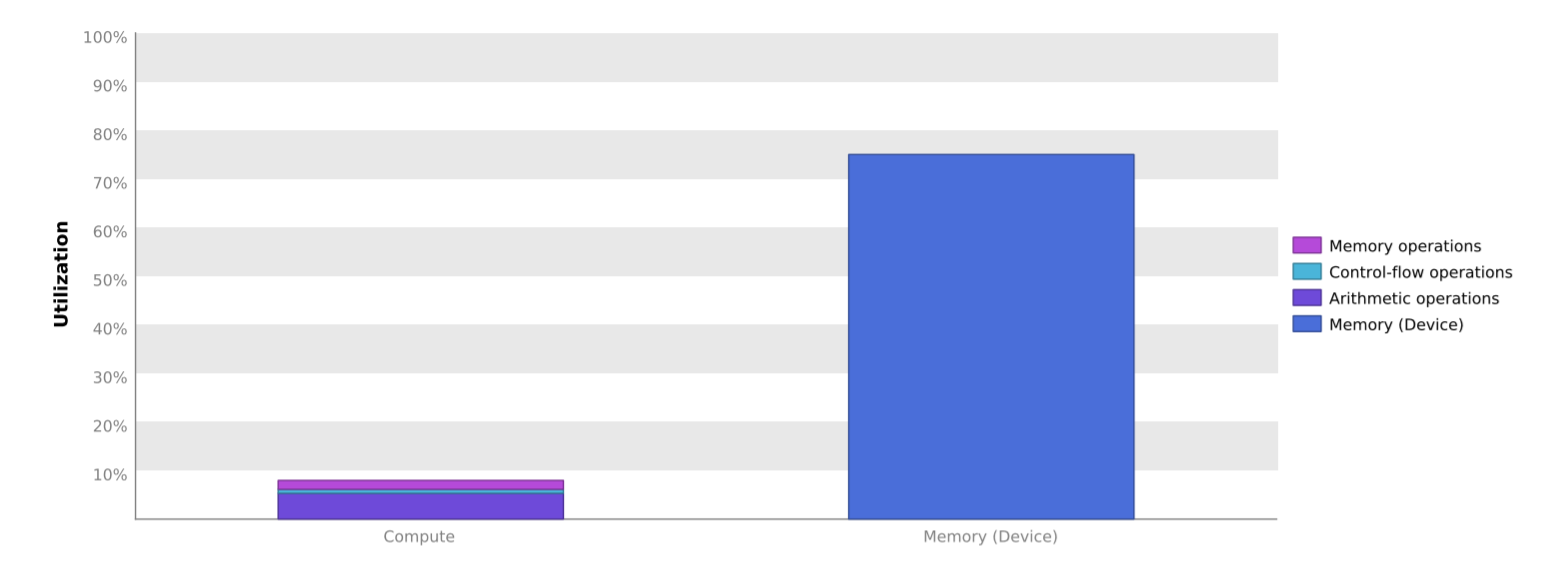 100%
90%
80%
70%
60%
50%
40%
30%
20%
10%
Utilization
Compute
Memory (Device)
Memory operations
Control-flow operations
Arithmetic operations
Memory (Device)